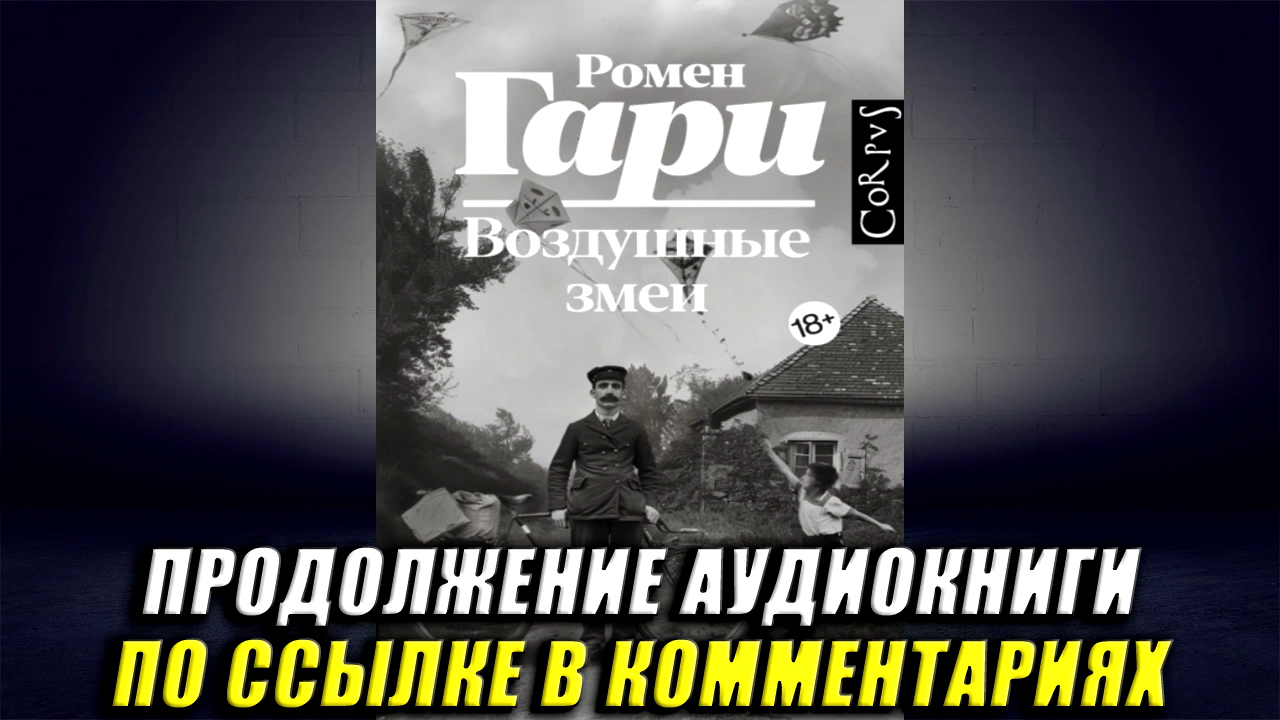 Ромен
Гари
CORPVS
Воздушные
змеи
18+
ПРОДОЛЖЕНИЕ АУДИОКНИГИ
ПО ССЫЛКЕ В КОММЕНТАРИЯХ